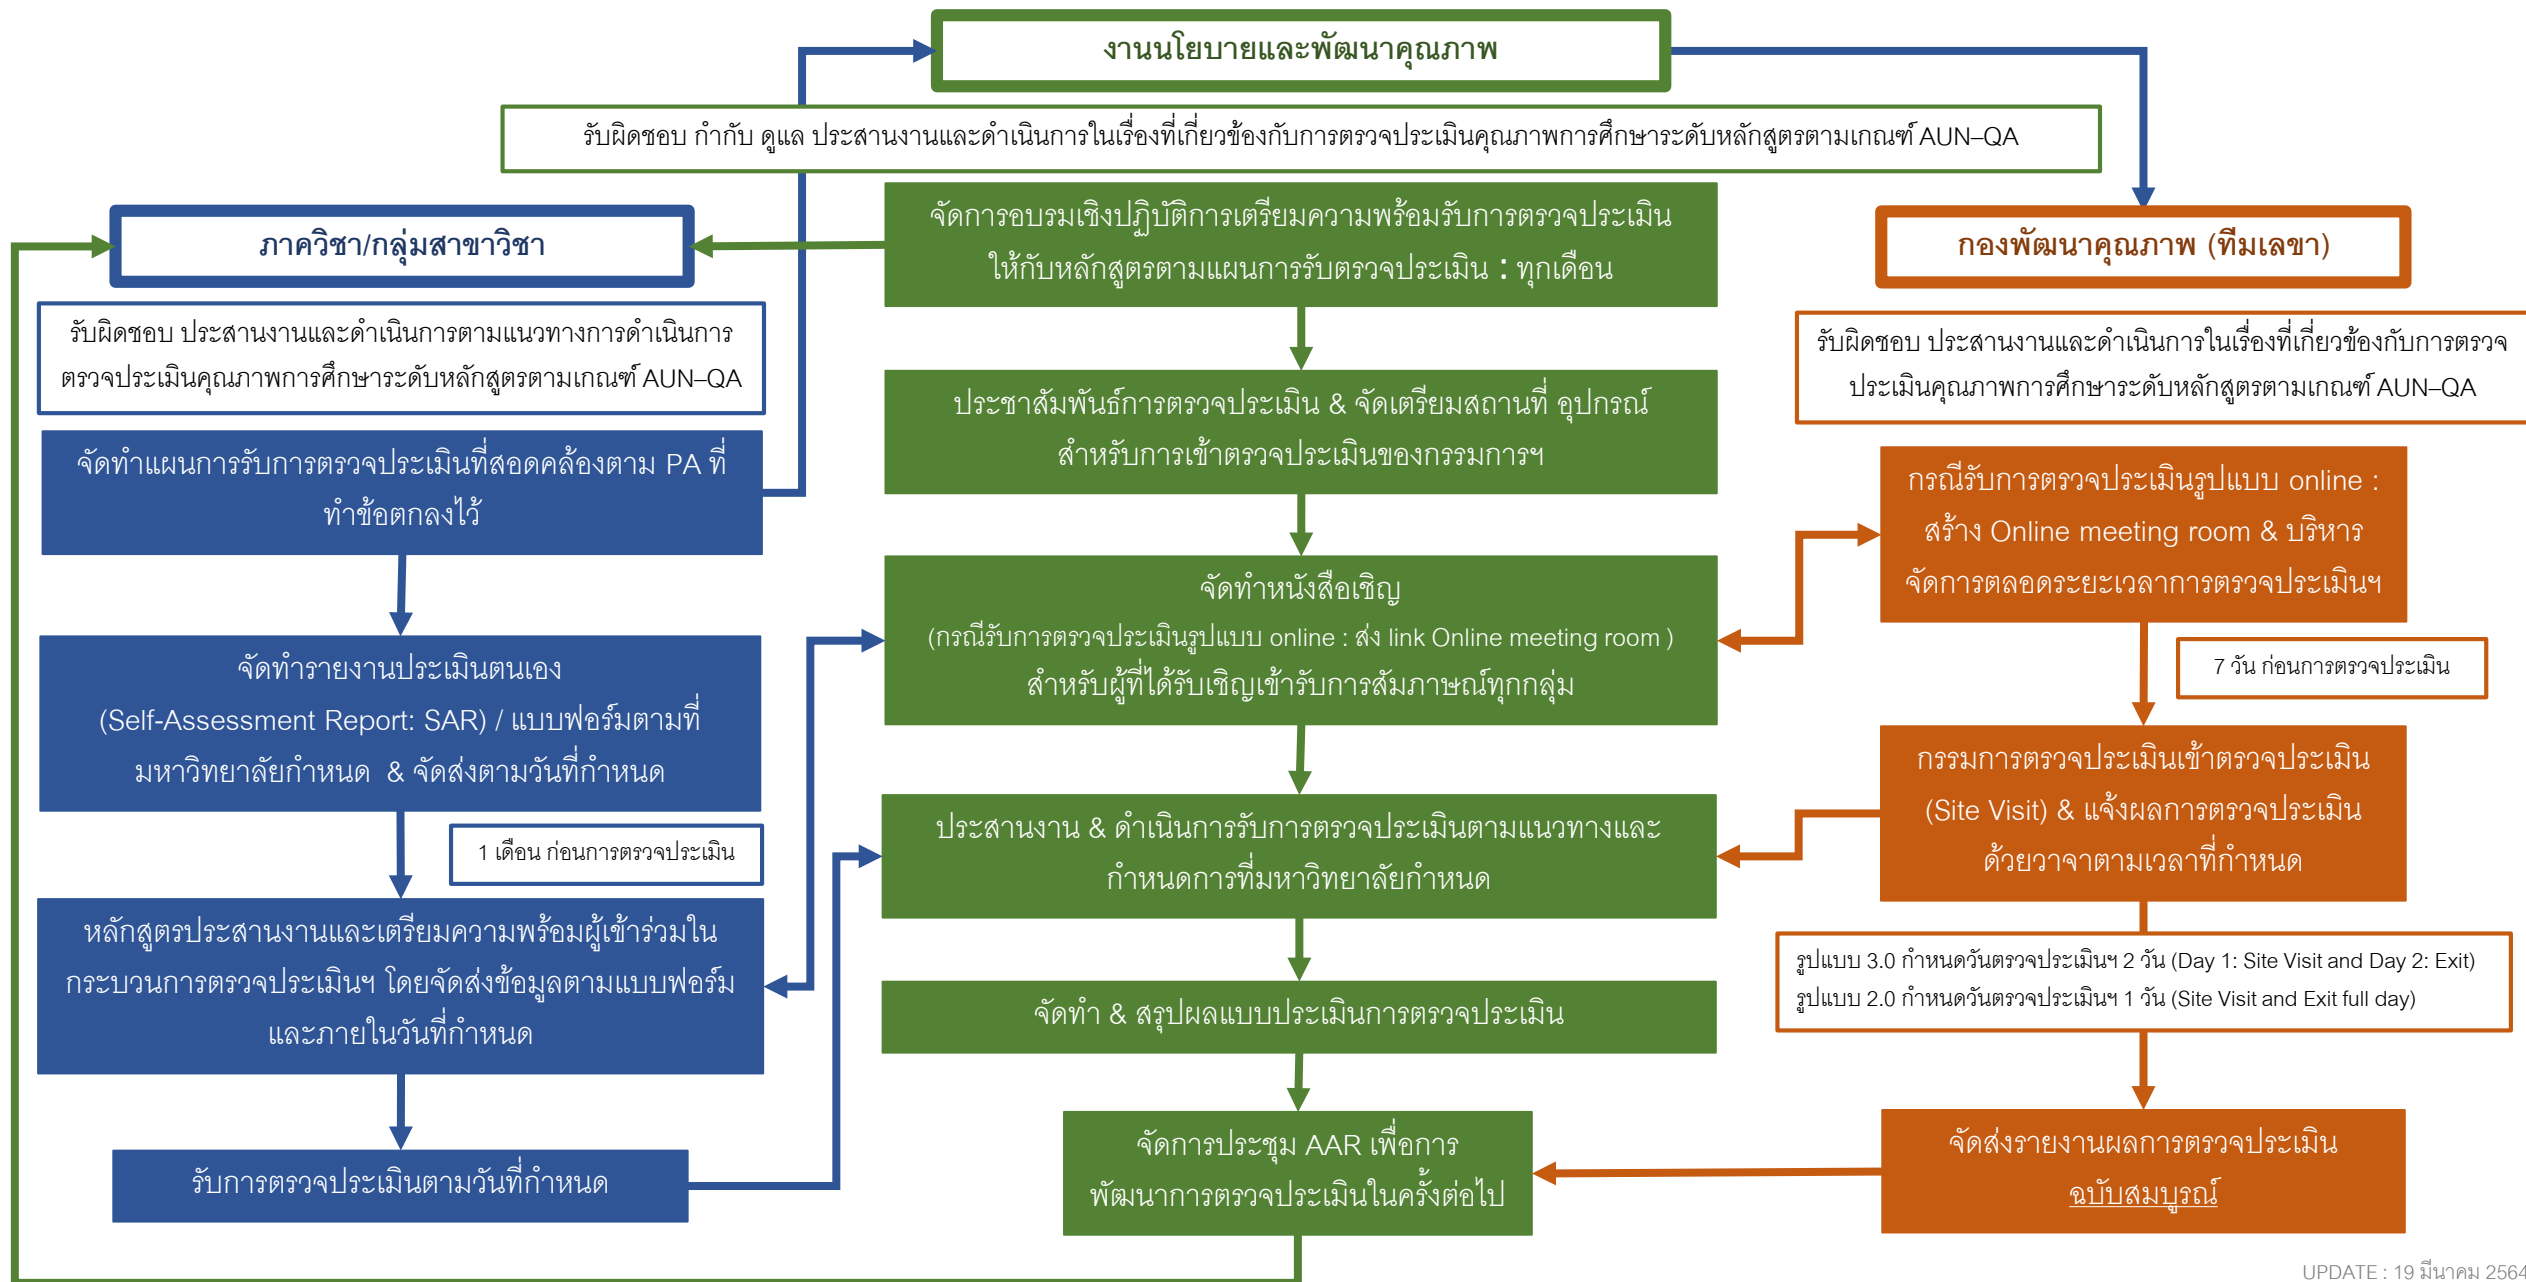 งานนโยบายและพัฒนาคุณภาพ
รับผิดชอบ กำกับ ดูแล ประสานงานและดำเนินการในเรื่องที่เกี่ยวข้องกับการตรวจประเมินคุณภาพการศึกษาระดับหลักสูตรตามเกณฑ์ AUN–QA
ภาควิชา/กลุ่มสาขาวิชา
รับผิดชอบ ประสานงานและดำเนินการตามแนวทางการดำเนินการ
ตรวจประเมินคุณภาพการศึกษาระดับหลักสูตรตามเกณฑ์ AUN–QA
จัดทำแผนการรับการตรวจประเมินที่สอดคล้องตาม PA ที่
ทำข้อตกลงไว้
จัดทำรายงานประเมินตนเอง
(Self-Assessment Report: SAR) / แบบฟอร์มตามที่
มหาวิทยาลัยกำหนด & จัดส่งตามวันที่กำหนด
1 เดือน ก่อนการตรวจประเมิน
หลักสูตรประสานงานและเตรียมความพร้อมผู้เข้าร่วมใน
กระบวนการตรวจประเมินฯ โดยจัดส่งข้อมูลตามแบบฟอร์ม
และภายในวันที่กำหนด
รับการตรวจประเมินตามวันที่กำหนด
จัดการอบรมเชิงปฏิบัติการเตรียมความพร้อมรับการตรวจประเมิน
ให้กับหลักสูตรตามแผนการรับตรวจประเมิน : ทุกเดือน
ประชาสัมพันธ์การตรวจประเมิน & จัดเตรียมสถานที่ อุปกรณ์
สำหรับการเข้าตรวจประเมินของกรรมการฯ
จัดทำหนังสือเชิญ
(กรณีรับการตรวจประเมินรูปแบบ online : ส่ง link Online meeting room )
สำหรับผู้ที่ได้รับเชิญเข้ารับการสัมภาษณ์ทุกกลุ่ม
ประสานงาน & ดำเนินการรับการตรวจประเมินตามแนวทางและ
กำหนดการที่มหาวิทยาลัยกำหนด
จัดทำ & สรุปผลแบบประเมินการตรวจประเมิน
จัดการประชุม AAR เพื่อการ
พัฒนาการตรวจประเมินในครั้งต่อไป
กองพัฒนาคุณภาพ (ทีมเลขา)
รับผิดชอบ ประสานงานและดำเนินการในเรื่องที่เกี่ยวข้องกับการตรวจ
ประเมินคุณภาพการศึกษาระดับหลักสูตรตามเกณฑ์ AUN–QA
กรณีรับการตรวจประเมินรูปแบบ online :
สร้าง Online meeting room & บริหาร
จัดการตลอดระยะเวลาการตรวจประเมินฯ
7 วัน ก่อนการตรวจประเมิน
กรรมการตรวจประเมินเข้าตรวจประเมิน
(Site Visit) & แจ้งผลการตรวจประเมิน
ด้วยวาจาตามเวลาที่กำหนด
รูปแบบ 3.0 กำหนดวันตรวจประเมินฯ 2 วัน (Day 1: Site Visit and Day 2: Exit)
รูปแบบ 2.0 กำหนดวันตรวจประเมินฯ 1 วัน (Site Visit and Exit full day)
จัดส่งรายงานผลการตรวจประเมิน
ฉบับสมบูรณ์
UPDATE : 19 มีนาคม 2564